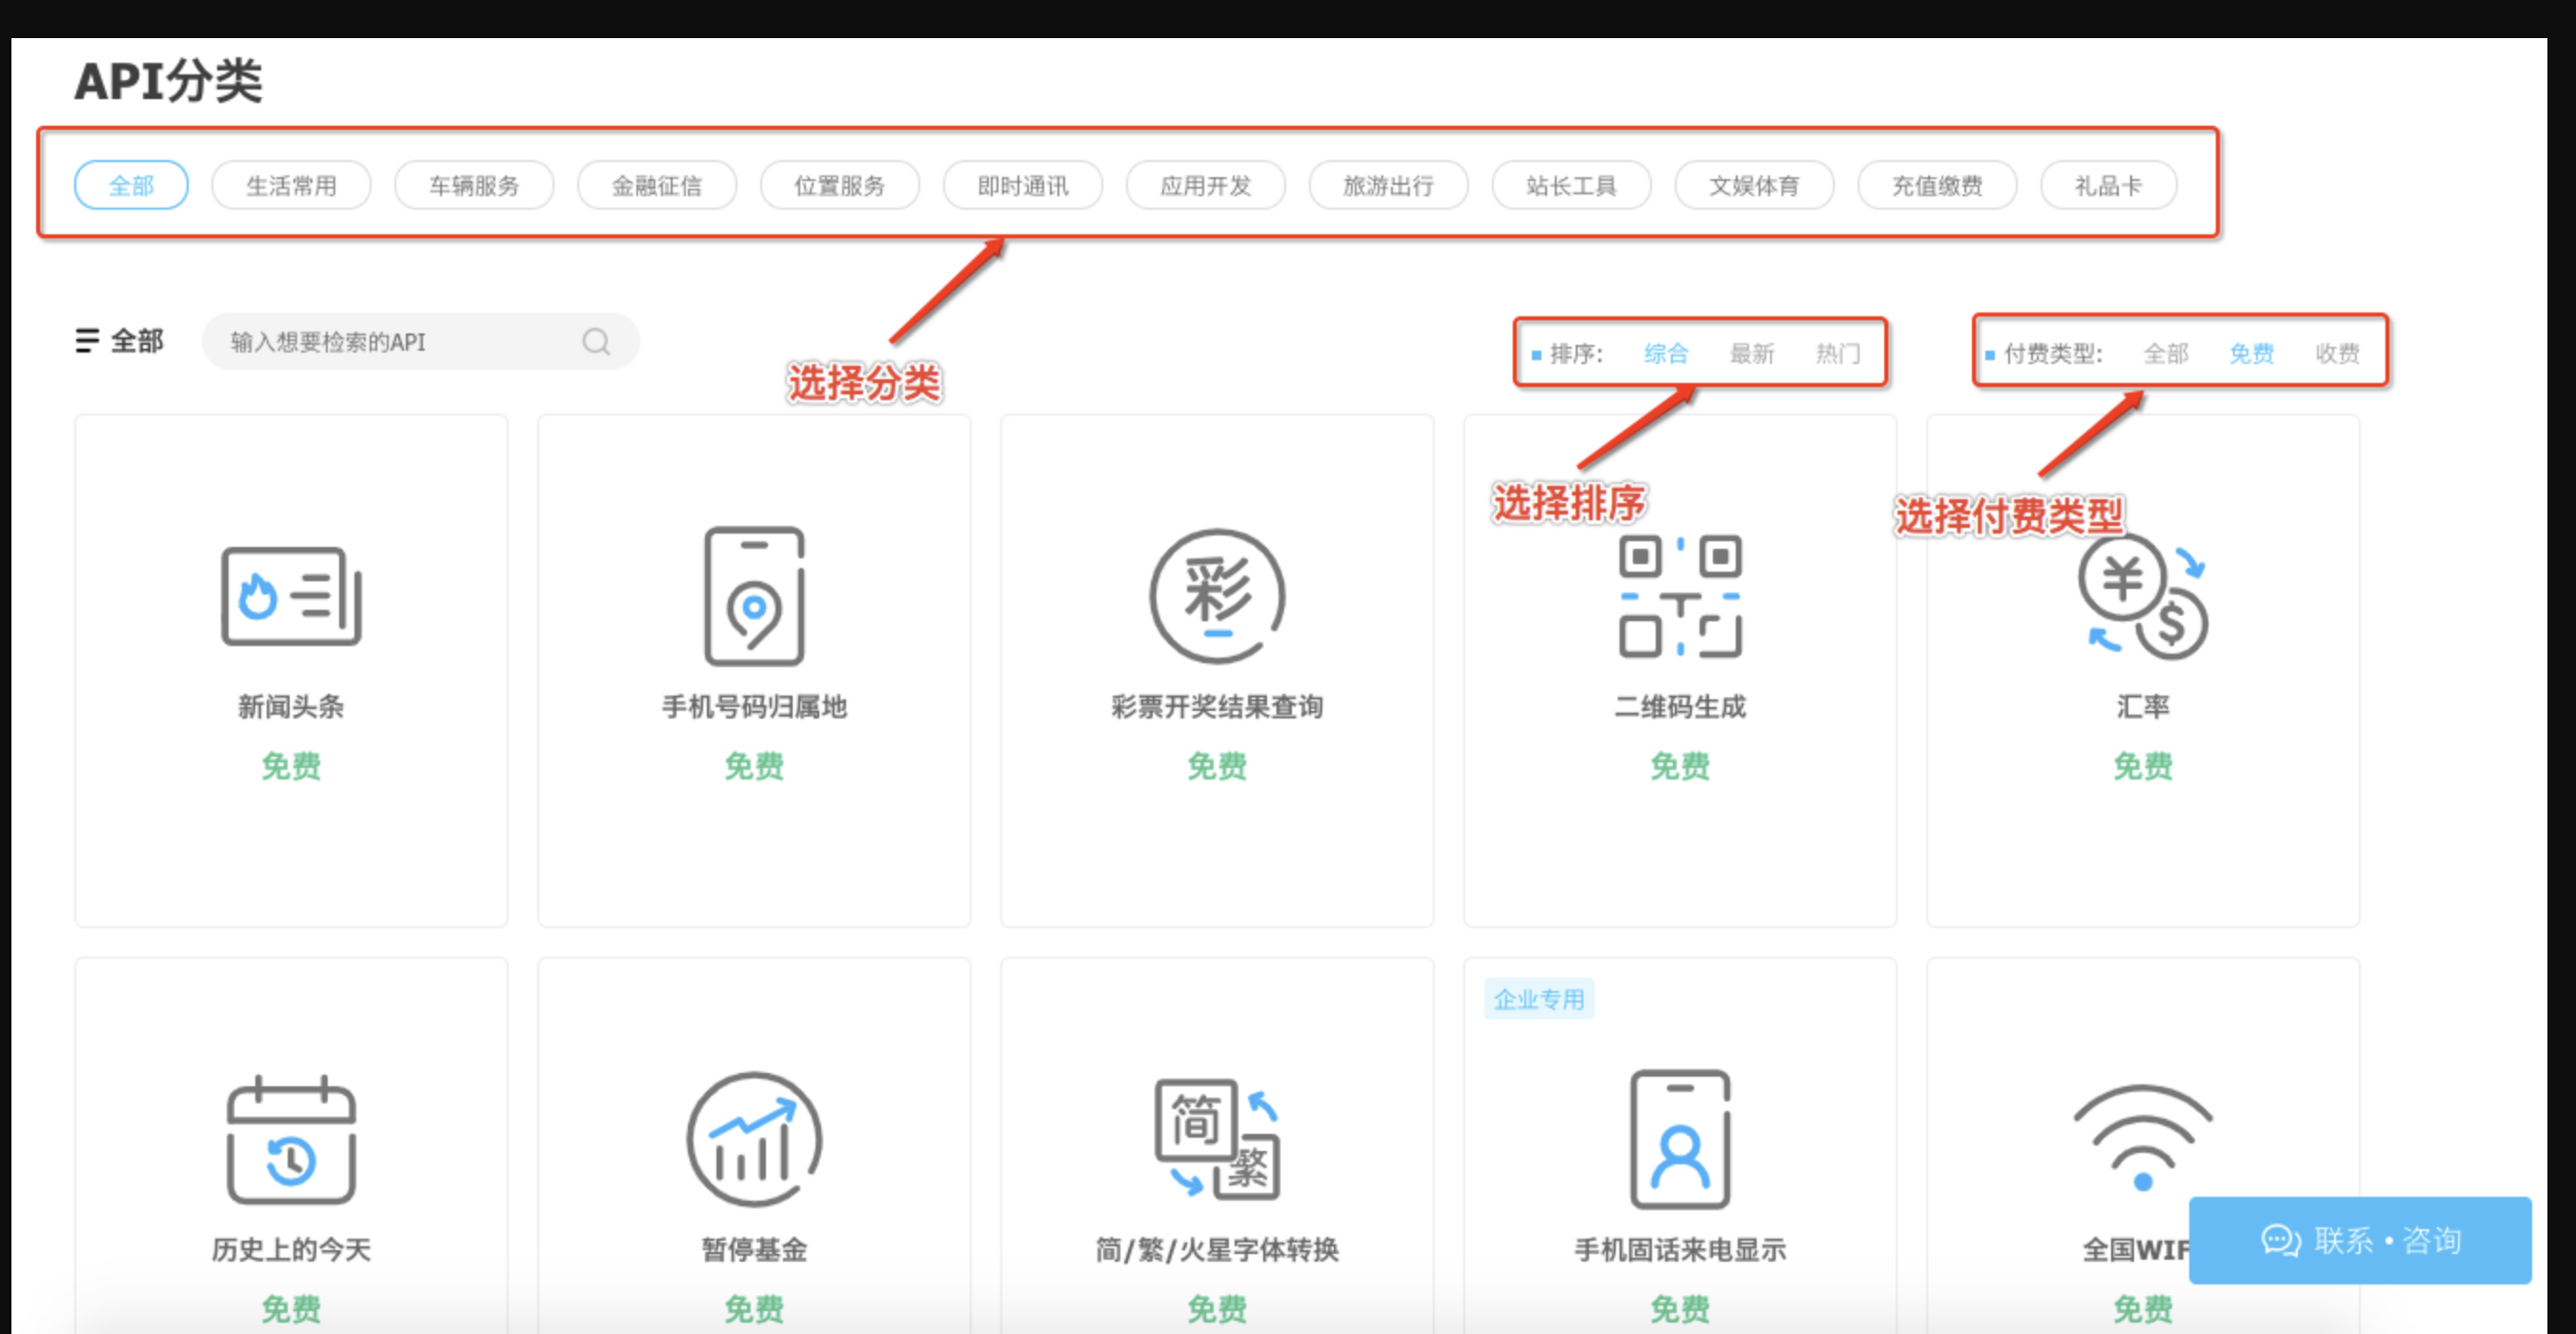 API分类
全部 生活常用 车辆服务 金融征信 位置服务 即时通讯 应用开发 旅游出行 站长工具 文娱体育 充值缴费 礼品卡
全部 输入想要检索的API 排序: 综合 最新 热门 付费类型: 全部 免费 收费
选择分类
选择排序 选择付费类型
彩 ¥ $
新闻头条 手机号码归属地 彩票开奖结果查询 二维码生成 汇率
免费 免费 免费 免费 免费
企业专用
简
繁
历史上的今天 暂停基金 简/繁/火星字体转换 手机固话来电显示 全国WIF
联系•咨询
免费 免费 免费 免费 免费